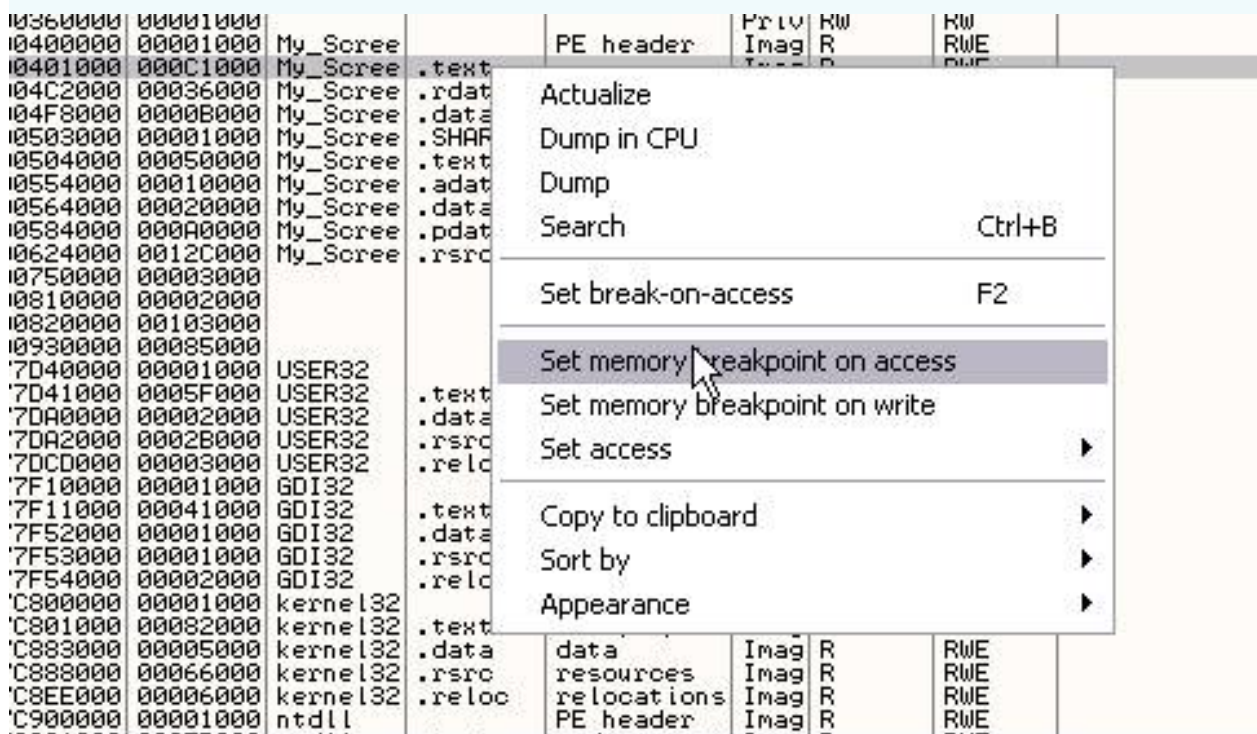 00360000 00001000 Priv RW RW
00400000 00001000 My_Scree PE header Imag R RWE
00401000 000C1000 My_Scree .text Imag R RWE
004C2000 00036000 My_Scree .rdat
004F8000 0000B000 My_Scree .data
00503000 00001000 My_Scree .SHAR
00504000 00050000 My_Scree .text
00554000 00010000 My_Scree .adat
00564000 00020000 My_Scree .data
00584000 000A0000 My_Scree .pdat
00624000 0012C000 My_Scree .rsrc
00750000 00003000
00810000 00002000
00820000 00103000
00930000 00085000
7D40000 00001000 USER32
7D41000 0005F000 USER32 .text
7DA0000 00002000 USER32 .data
7DA2000 0002B000 USER32 .rsrc
7DCD000 00003000 USER32 .relc
7F10000 00001000 GDI32
7F11000 00041000 GDI32 .text
7F52000 00001000 GDI32 .data
7F53000 00001000 GDI32 .rsrc
7F54000 00002000 GDI32 .relc
C800000 00001000 kernel32
C801000 00082000 kernel32 .text
C883000 00005000 kernel32 .data data Imag R RWE
C888000 00066000 kernel32 .rsrc resources Imag R RWE
C8EE000 00006000 kernel32 .reloc relocations Imag R RWE
C900000 00001000 ntdll PE header Imag R RWE
Actualize
Dump in CPU
Dump
Search Ctrl+B
Set break-on-access F2
Set memory breakpoint on access
Set memory breakpoint on write
Set access
Copy to clipboard
Sort by
Appearance